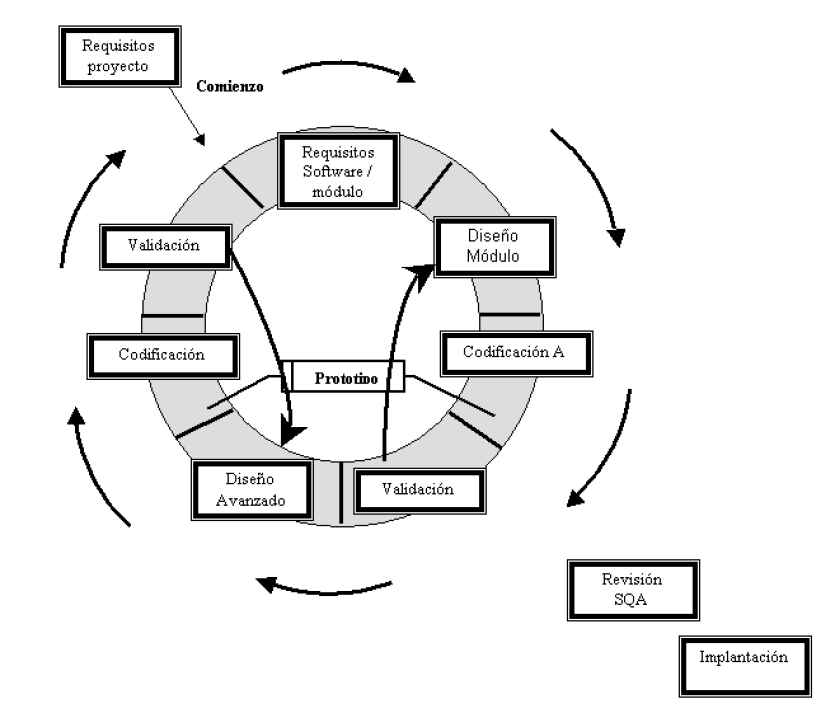 Requisitos
proyecto
Comienzo
Requisitos
Software /
módulo
Validación
Diseño
Módulo
Codificación
Codificación A
Prototipo
Diseño
Avanzado
Validación
Revisión
SQA
Implantación